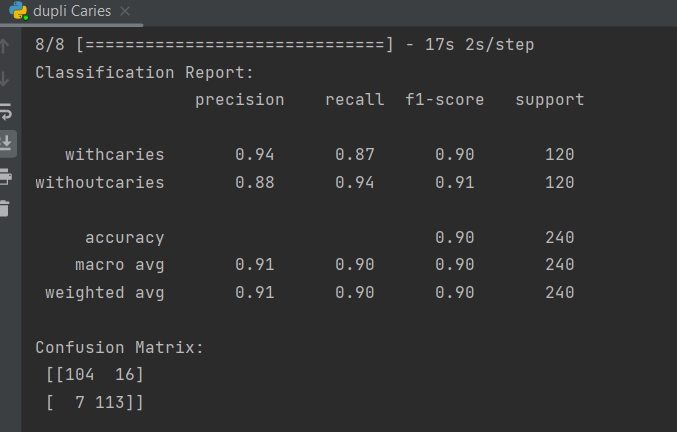 dupli Caries
8/8 [==============================] - 17s 2s/step
Classification Report:
precision recall f1-score support
withcaries 0.94 0.87 0.90 120
withoutcaries 0.88 0.94 0.91 120
accuracy 0.90 240
macro avg 0.91 0.90 0.90 240
weighted avg 0.91 0.90 0.90 240
Confusion Matrix:
[[104 16]
[ 7 113]]